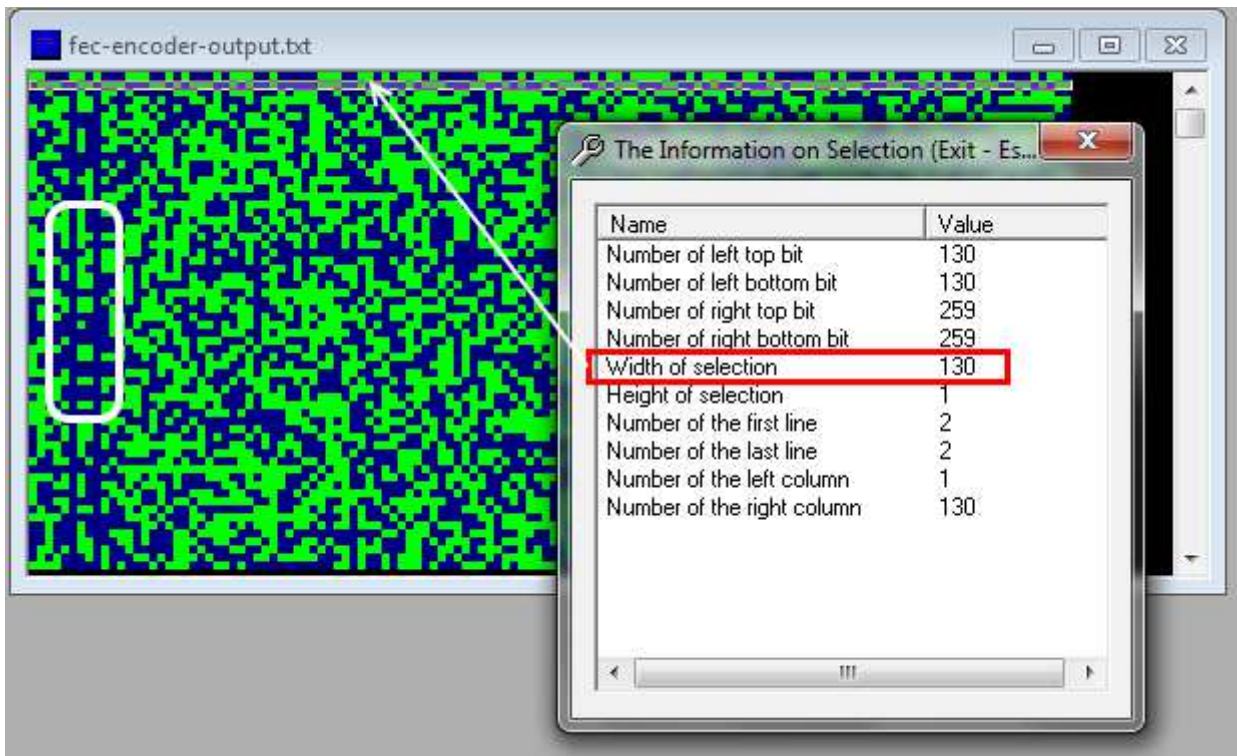 fec-encoder-output.txt
The Information on Selection (Exit - Es...
Name Value
Number of left top bit 130
Number of left bottom bit 130
Number of right top bit 259
Number of right bottom bit 259
Width of selection 130
Height of selection 1
Number of the first line 2
Number of the last line 2
Number of the left column 1
Number of the right column 130